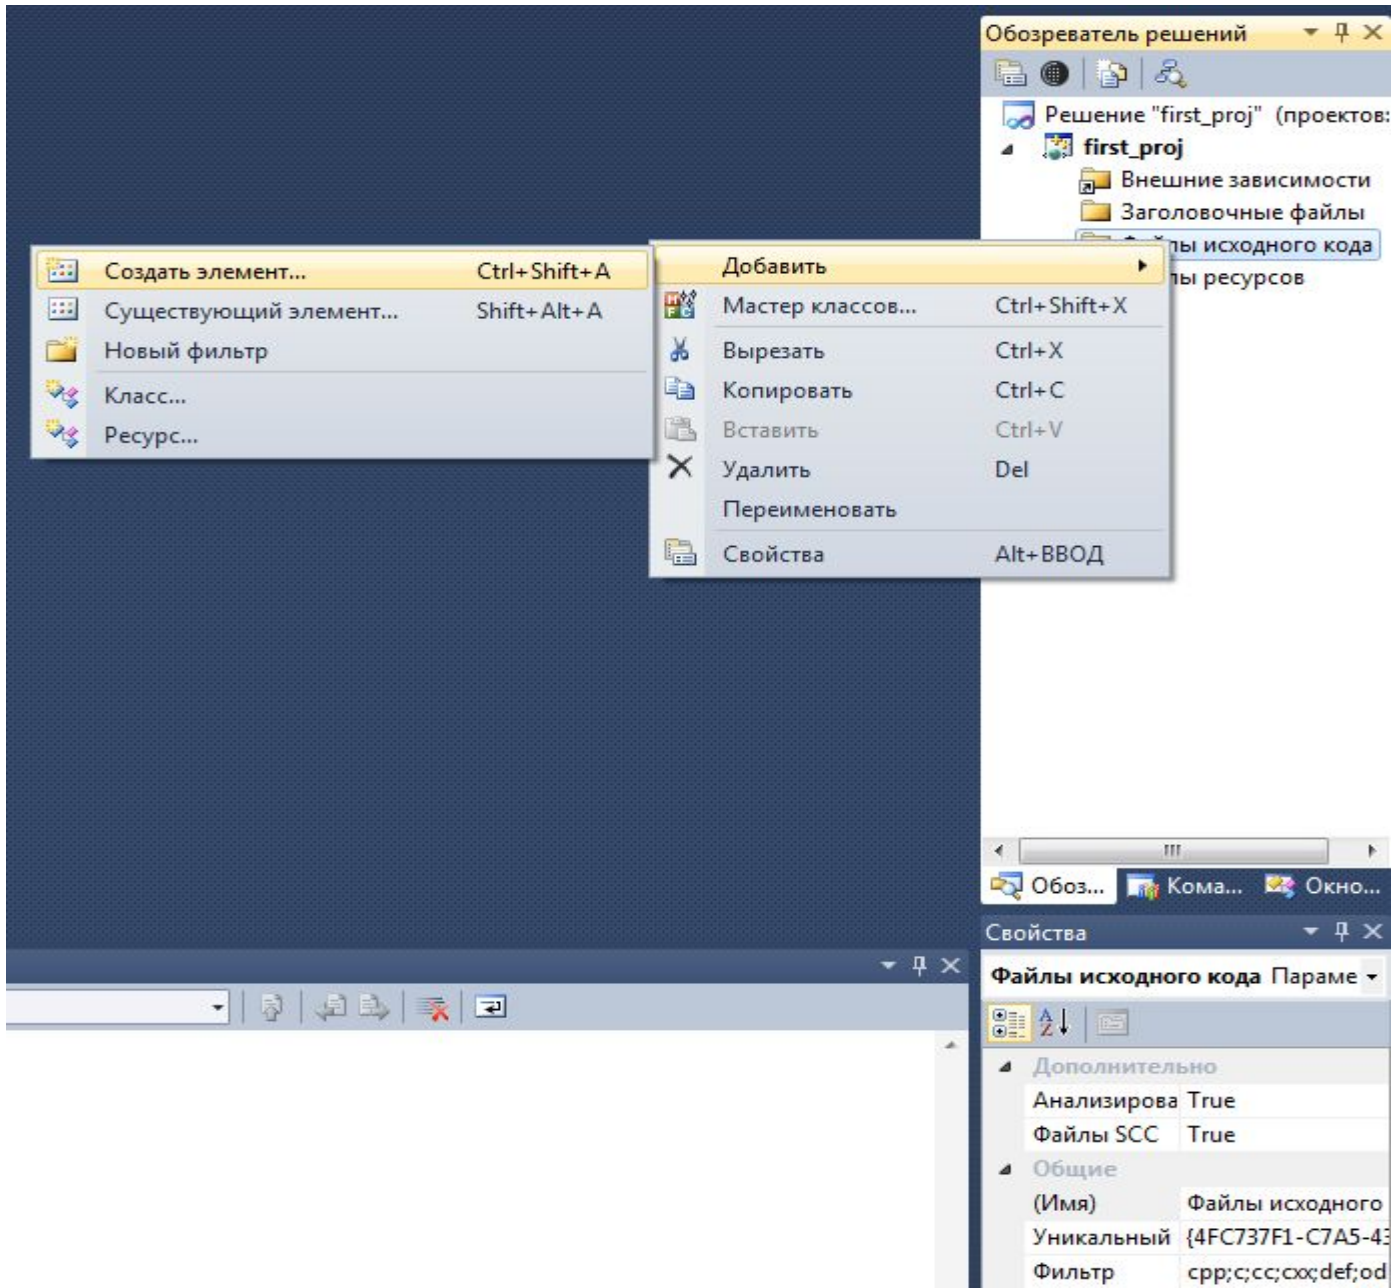 Обозреватель решений
Решение "first_proj" (проектов:
first_proj
Внешние зависимости
Заголовочные файлы
лы исходного кода
лы ресурсов
Создать элемент... Ctrl+Shift+A
Существующий элемент... Shift+Alt+A
Новый фильтр
Класс...
Ресурс...
Добавить
Мастер классов... Ctrl+Shift+X
Вырезать Ctrl+X
Копировать Ctrl+C
Вставить Ctrl+V
Удалить Del
Переименовать
Свойства Alt+ВВОД
Обоз... Кома... Окно...
Свойства
Файлы исходного кода Параме
Дополнительно
Анализирова True
Файлы SCC True
Общие
(Имя) Файлы исходного
Уникальный {4FC737F1-C7A5-43
Фильтр cpp;c;cc;cxx;def;od